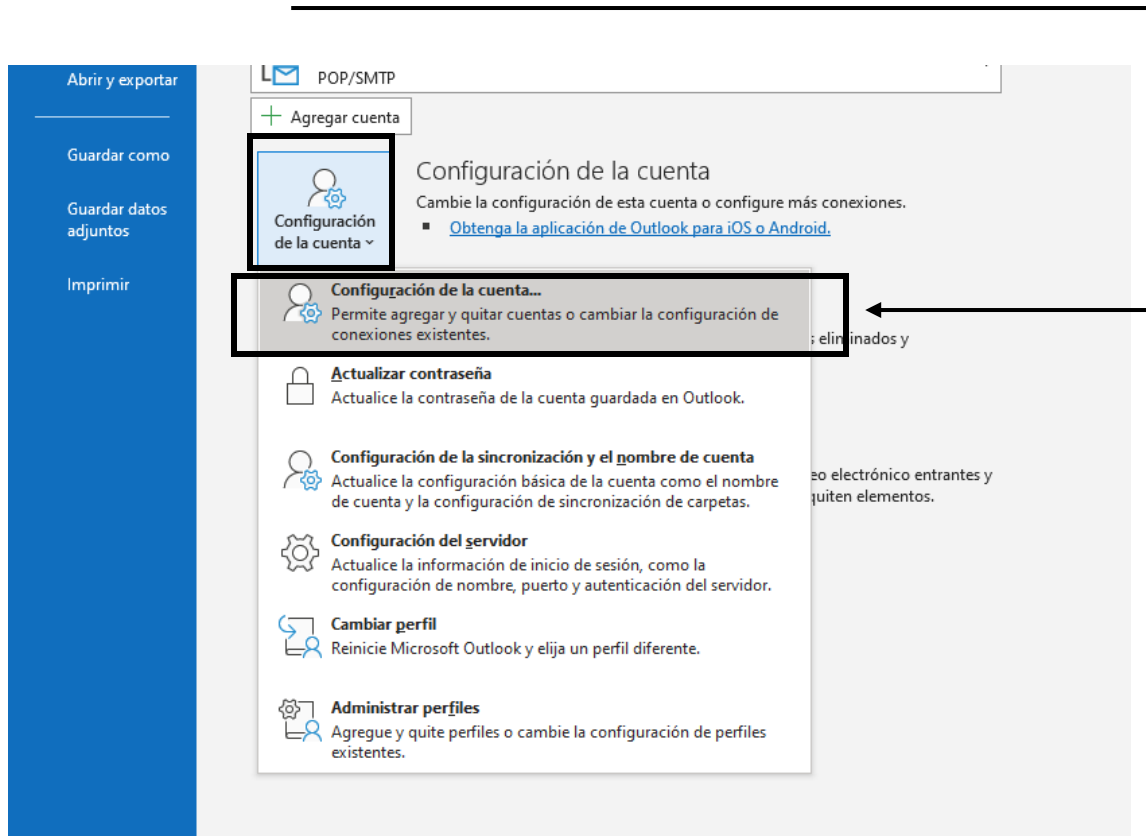 Abrir y exportar
POP/SMTP
Agregar cuenta
Guardar como
Configuración de la cuenta
Cambie la configuración de esta cuenta o configure más conexiones.
Guardar datos
adjuntos
Configuración
de la cuenta
Obtenga la aplicación de Outlook para iOS o Android.
Imprimir
Configuración de la cuenta...
Permite agregar y quitar cuentas o cambiar la configuración de
conexiones existentes.
eliminados y
Actualizar contraseña
Actualice la contraseña de la cuenta guardada en Outlook.
Configuración de la sincronización y el nombre de cuenta
Actualice la configuración básica de la cuenta como el nombre
de cuenta y la configuración de sincronización de carpetas.
electrónico entrantes y
quiten elementos.
Configuración del servidor
Actualice la información de inicio de sesión, como la
configuración de nombre, puerto y autenticación del servidor.
Cambiar perfil
Reinicie Microsoft Outlook y elija un perfil diferente.
Administrar perfiles
Agregue y quite perfiles o cambie la configuración de perfiles
existentes.